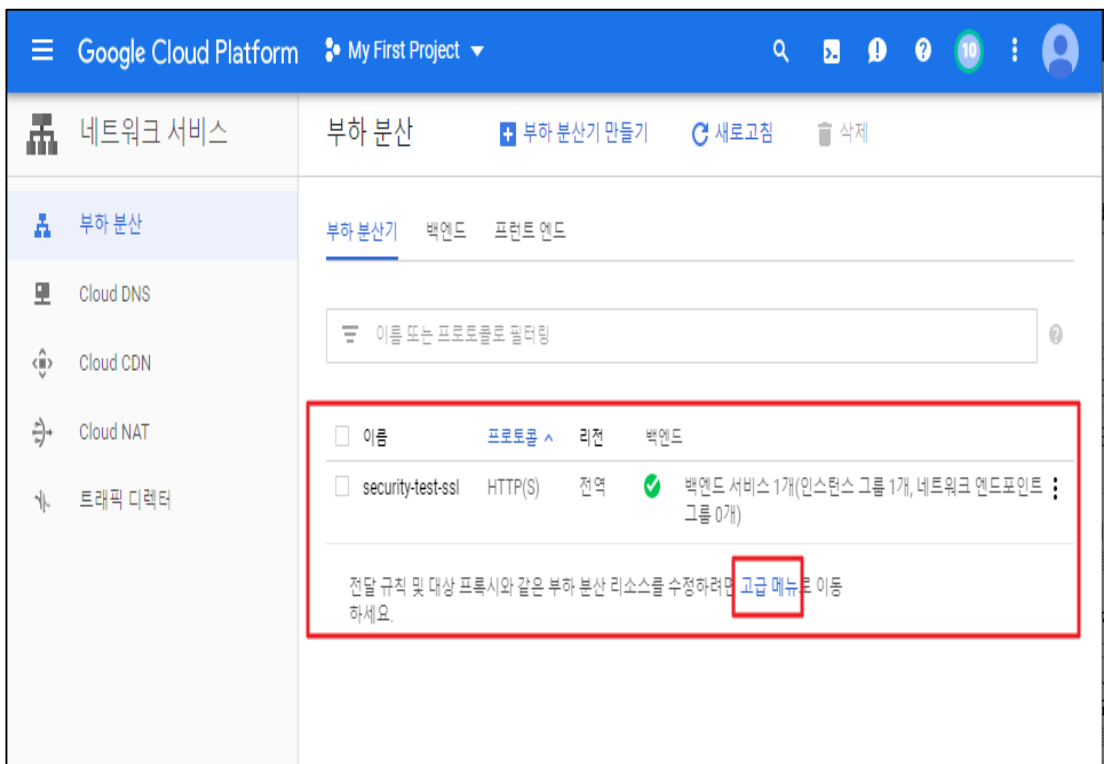 Google Cloud Platform My First Project 10
네트워크 서비스
부하 분산 부하 분산기 만들기 새로고침 삭제
부하 분산
Cloud DNS
Cloud CDN
Cloud NAT
트래픽 디렉터
부하 분산기 백엔드 프런트 엔드
이름 또는 프로토콜로 필터링
이름 프로토콜 리전 백엔드
security-test-ssl HTTP(S) 전역 백엔드 서비스 1개(인스턴스 그룹 1개, 네트워크 엔드포인트
그룹 0개)
전달 규칙 및 대상 프록시와 같은 부하 분산 리소스를 수정하려면 고급 메뉴로 이동
하세요.